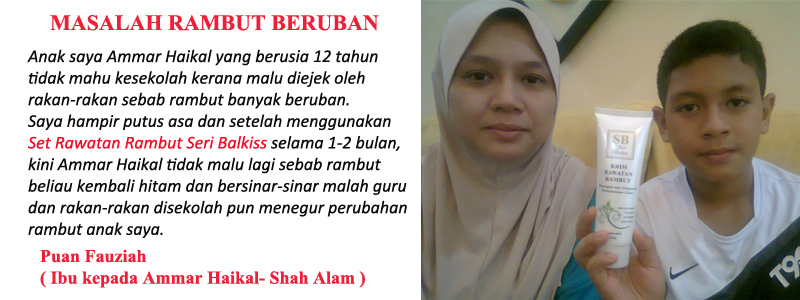 MASALAH RAMBUT BERUBAN
Anak saya Ammar Haikal yang berusia 12 tahun
tidak mahu kesekolah kerana malu diejek oleh
rakan-rakan sebab rambut banyak beruban.
Saya hampir putus asa dan setelah menggunakan
Set Rawatan Rambut Seri Balkiss selama 1-2 bulan,
kini Ammar Haikal tidak malu lagi sebab rambut
beliau kembali hitam dan bersinar-sinar malah guru
dan rakan-rakan disekolah pun menegur perubahan
rambut anak saya.
Puan Fauziah
( Ibu kepada Ammar Haikal- Shah Alam )
SB
KRIM
RAWATAN
RAMBUT
T90